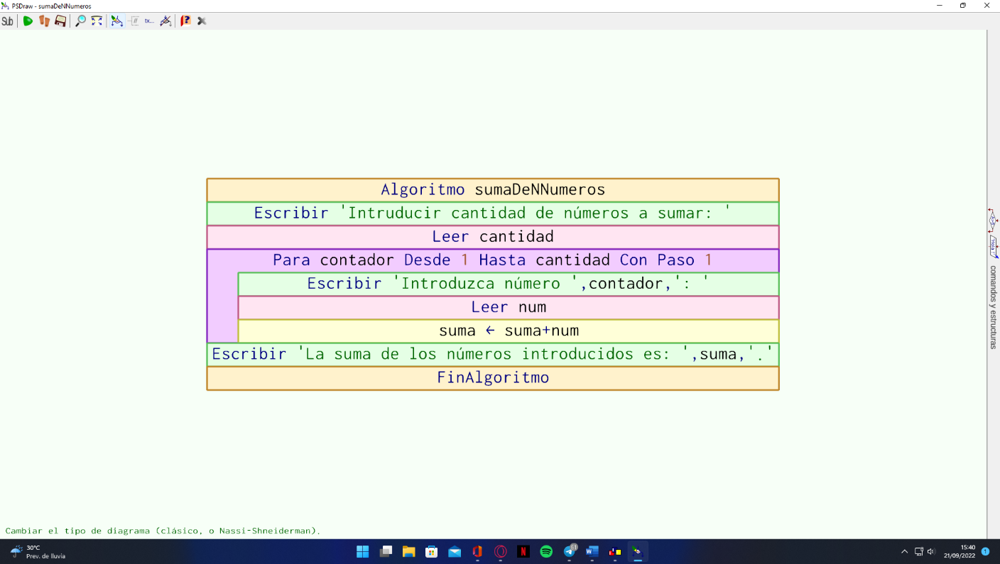 PSDraw - sumaDeNNumeros
Sub
tx...
Algoritmo sumaDeNNumeros
Escribir 'Intruducir cantidad de números a sumar: '
Leer cantidad
Para contador Desde 1 Hasta cantidad Con Paso 1
Escribir 'Introduzca número ',contador,': '
Leer num
suma ← suma+num
Escribir 'La suma de los números introducidos es: ',suma,'.'
FinAlgoritmo
comandos y estructuras
Cambiar el tipo de diagrama (clásico, o Nassi-Shneiderman).
30°C
Prev. de lluvia
15:40
21/09/2022
1